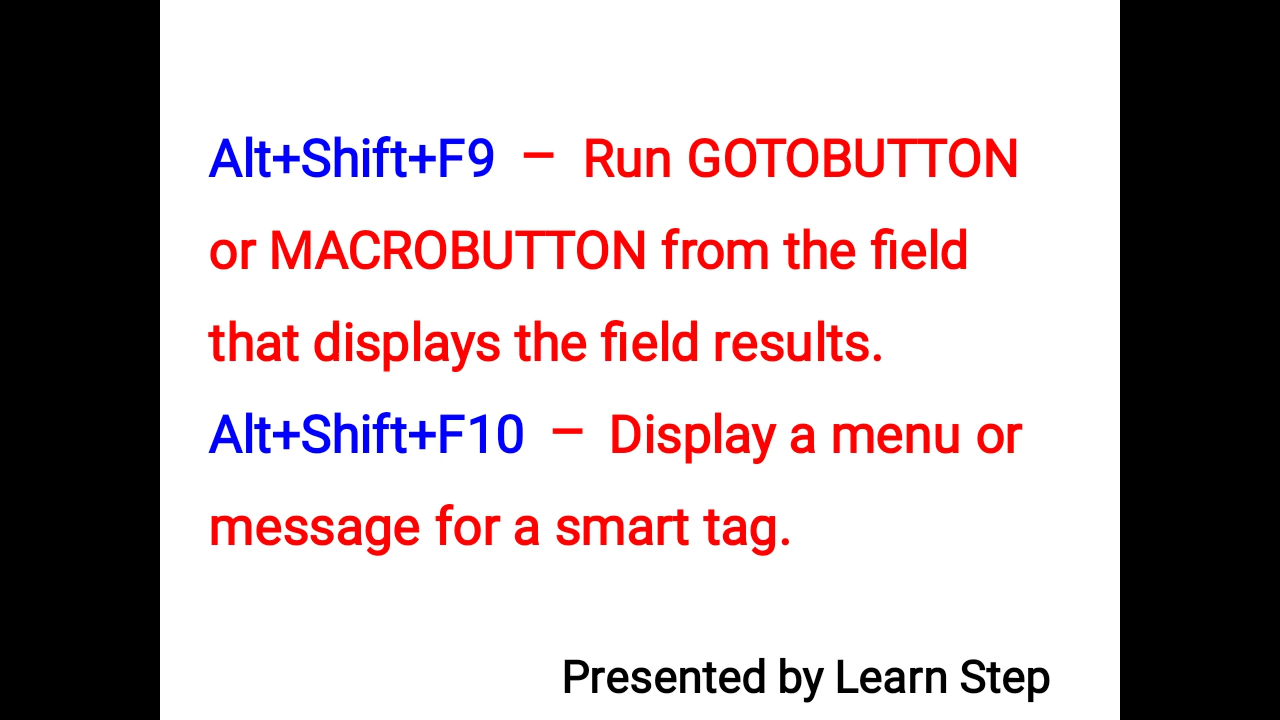 Alt+Shift+F9 – Run GOTOBUTTON
or MACROBUTTON from the field
that displays the field results.
Alt+Shift+F10 – Display a menu or
message for a smart tag.
Presented by Learn Step